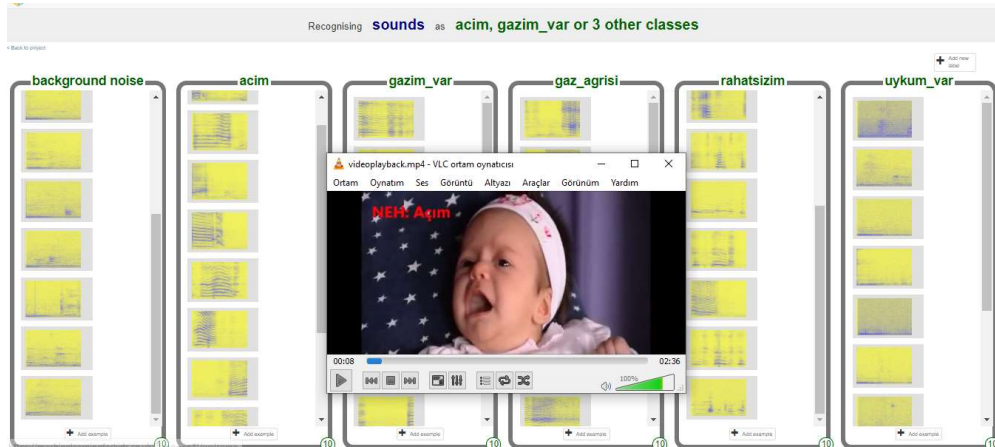 Recognising sounds as acim, gazim_var or 3 other classes
< Back to project
Add new label
background noise
acim
gazim_var
gaz_agrisi
rahatsizim
uykum_var
videoplayback.mp4 - VLC ortam oynatıcısı
Ortam Oynatım Ses Görüntü Altyazı Araçlar Görünüm Yardım
NEH: Açım
00:08
02:36
100%
Add example
Add example
Add example
Add example
Add example
Add example
10
10
10
10
10